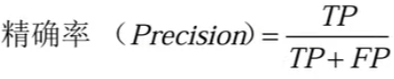 精确率 （Precision）= TP / (TP + FP)